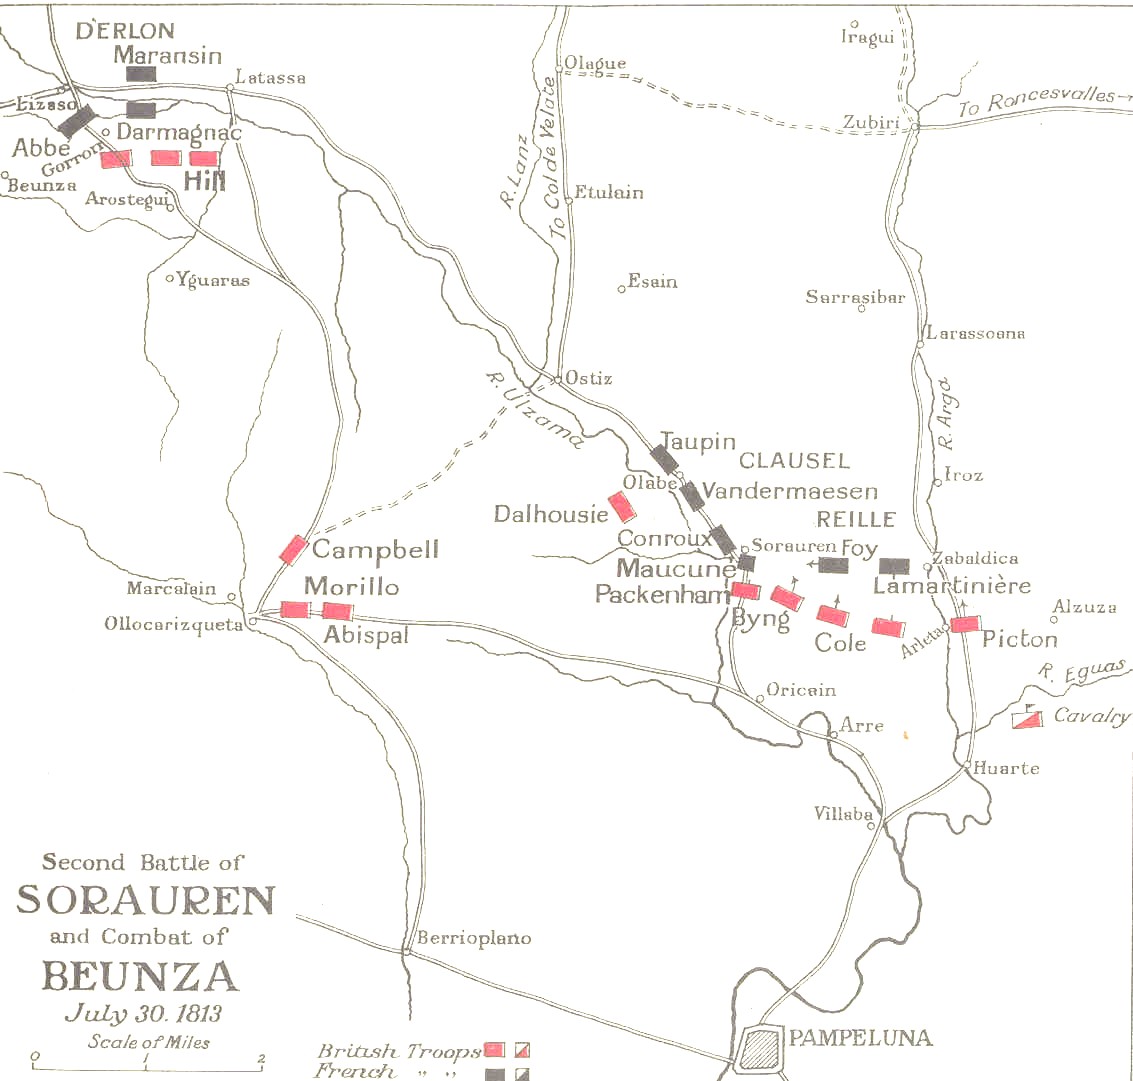 D'ERLON
Maransin
Latassa
Lizaso
Abbe
Darmagnac
Gorron
Hill
Beunza
Arostegui
Yguaras
Olague
R. Lanz
To Col de Velate
Etulain
Esain
Ostiz
R. Ulzama
Iragui
Zubiri
To Roncesvalles
Sarrasibar
Larassoana
R. Arga
Iroz
Taupin
CLAUSEL
Olabe
Vandermaesen
Dalhousie
REILLE
Conroux
Sorauren
Foy
Zabaldica
Maucune
Lamartinière
Packenham
Byng
Cole
Arleta
Picton
Alzuza
R. Eguas
Cavalry
Campbell
Morillo
Marcalain
Ollocarizqueta
Abispal
Oricain
Arre
Huarte
Villaba
Berrioplano
PAMPELUNA
Second Battle of
SORAUREN
and Combat of
BEUNZA
July 30. 1813
Scale of Miles
0 1 2
British Troops
French " "